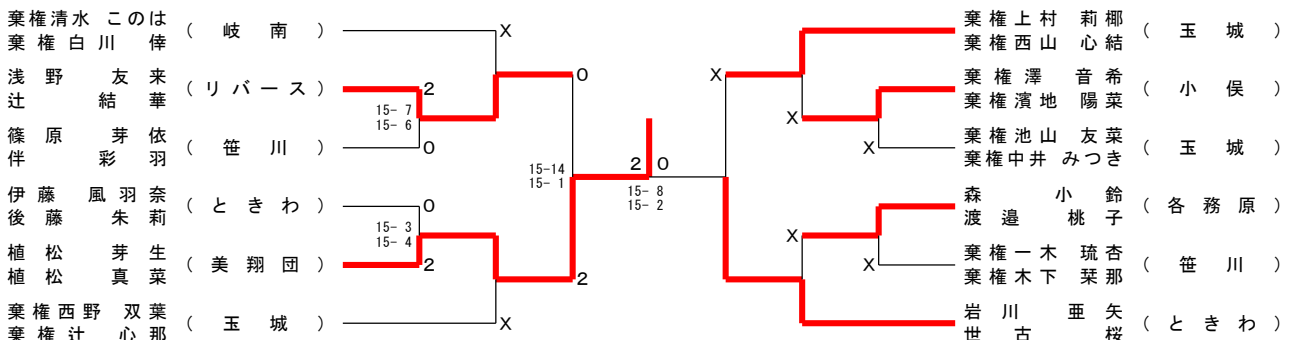 棄権清水 このは
棄権白川 倖
( 岐 南 )
浅野 友来
辻 結華
( リバース )
篠原 芽依
伴 彩羽
( 笹 川 )
伊藤 風羽奈
後藤 朱莉
( ときわ )
植松 芽生
植松 真菜
( 美翔団 )
棄権西野 双葉
棄権辻 心那
( 玉 城 )
X
2
15- 7
15- 6
0
0
0
15- 3
15- 4
2
X
15-14
15- 1
2
2 0
15- 8
15- 2
X
X
X
X
X
棄権上村 莉椰
棄権西山 心結
( 玉 城 )
棄権澤 音希
棄権濱地 陽菜
( 小 俣 )
棄権池山 友菜
棄権中井 みつき
( 玉 城 )
森 小鈴
渡邉 桃子
( 各務原 )
棄権一木 琉杏
棄権木下 栞那
( 笹 川 )
岩川 亜矢
世古 桜
( ときわ )